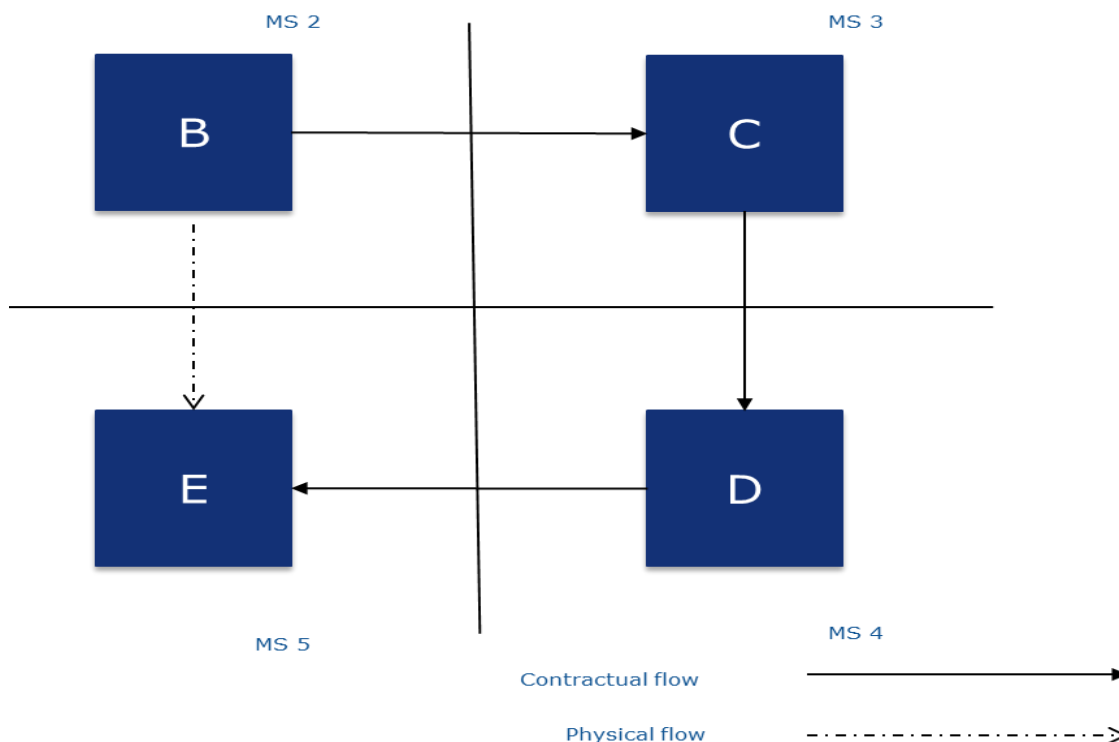 MS 2
MS 3
B
C
E
D
MS 5
MS 4
Contractual flow
Physical flow